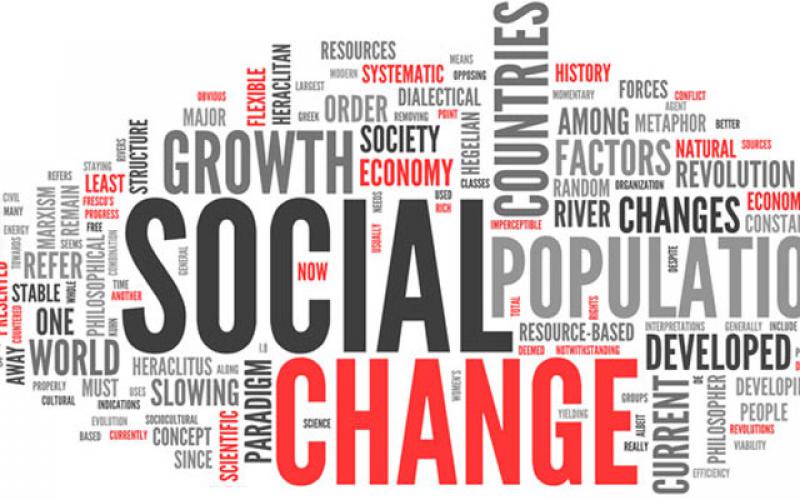 COUNTRIES
RESOURCES
MEANS
MODERN
SYSTEMATIC
OPPOSING
HISTORY
OBVIOUS
FLEXIBLE
HERACLITAN
LARGEST
DIALECTICAL
MOMENTARY
FORCES
CONFLICT
MAJOR
GREEK
ORDER
REMOVING
POINT
AGENT
AMONG
METAPHOR
BETTER
RIVERS
STRUCTURE
GROWTH
SOCIETY
HEGELIAN
FACTORS
NATURAL
SOURCES
STAYING
REFERS
LEAST
ECONOMY
CLASSES
RANDOM
ORGANIZATION
REVOLUTION
CIVIL
MANY
MARXISM
REMAIN
FRESCO'S
PROGRESS
FREE
NEEDS
USED
RICH
RIVER
CHANGES
ECONOM
CONSTA
ENERGY
TOWARDS
SEEMS
PHILOSOPHICAL
COMBINATION
GENERAL
SOCIAL
USUALLY
IMPERCEPTIBLE
POPULATIO
DESPITE
REFER
WHOLE
TIME
ANOTHER
NOW
TOTAL
RIGHTS
PRESENTED
STABLE
COUNTERED
ONE
RESOURCE-BASED
INTERPRETATIONS
GENERALLY
INCLUDE
AWAY
WORLD
DEEMED
NOTWITHSTANDING
DEVELOPED
HERACLITUS
ALONG
PARADIGM
CHANGE
WOMEN'S
PROPERLY
CULTURAL
MUST
USES
SLOWING
INDICATIONS
GROUPS
CURRENT
DE
PHILOSOPHER
DEVELOPI
EVOLUTION
SOCIOCULTURAL
SCIENTIFIC
SCIENCE
YIELDING
ALBEIT
PEOPLE
BASED
CURRENTLY
CONCEPT
REALLY
REVOLUTIONS
VIABILITY
SINCE
EFFICIENCY